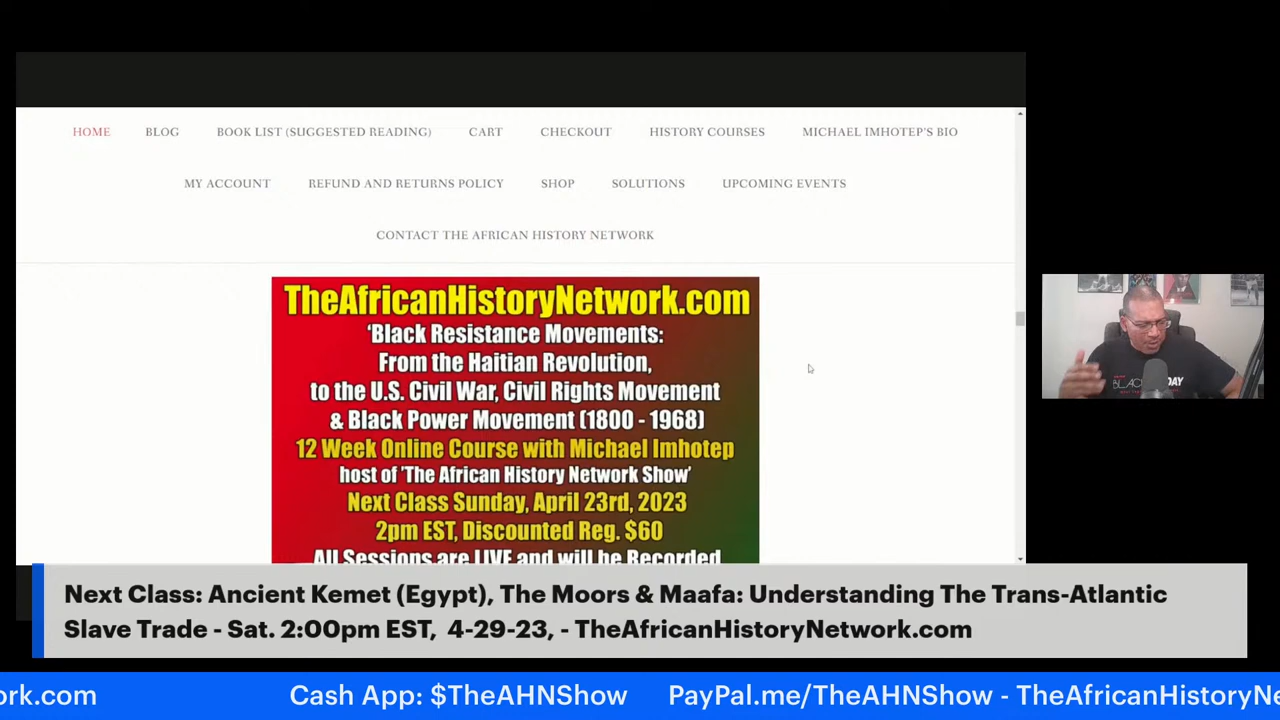 HOME BLOG BOOK LIST (SUGGESTED READING) CART CHECKOUT HISTORY COURSES MICHAEL IMHOTEP'S BIO
MY ACCOUNT REFUND AND RETURNS POLICY SHOP SOLUTIONS UPCOMING EVENTS
CONTACT THE AFRICAN HISTORY NETWORK
TheAfricanHistoryNetwork.com
'Black Resistance Movements:
From the Haitian Revolution,
to the U.S. Civil War, Civil Rights Movement
& Black Power Movement (1800 - 1968)
12 Week Online Course with Michael Imhotep
host of 'The African History Network Show'
Next Class Sunday, April 23rd, 2023
2pm EST, Discounted Reg. $60
All Sessions are LIVE and will be Recorded
Next Class: Ancient Kemet (Egypt), The Moors & Maafa: Understanding The Trans-Atlantic
Slave Trade - Sat. 2:00pm EST, 4-29-23, - TheAfricanHistoryNetwork.com
ork.com Cash App: $TheAHNShow PayPal.me/TheAHNShow - TheAfricanHistoryNe